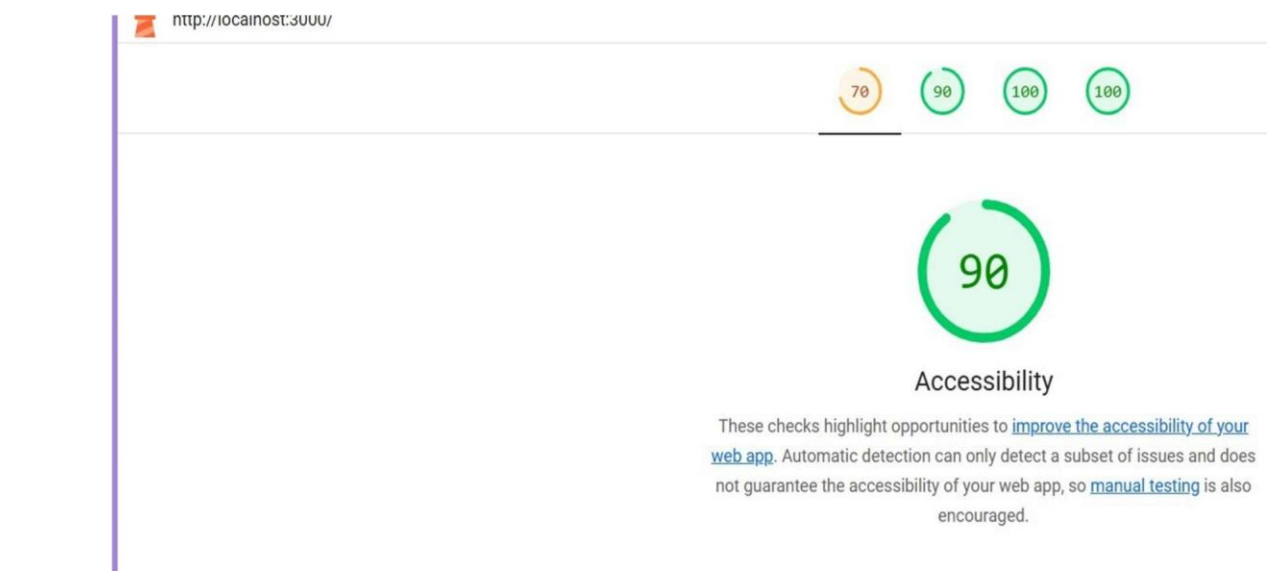 http://localhost:3000/
70 90 100 100
90
Accessibility
These checks highlight opportunities to improve the accessibility of your
web app. Automatic detection can only detect a subset of issues and does
not guarantee the accessibility of your web app, so manual testing is also
encouraged.